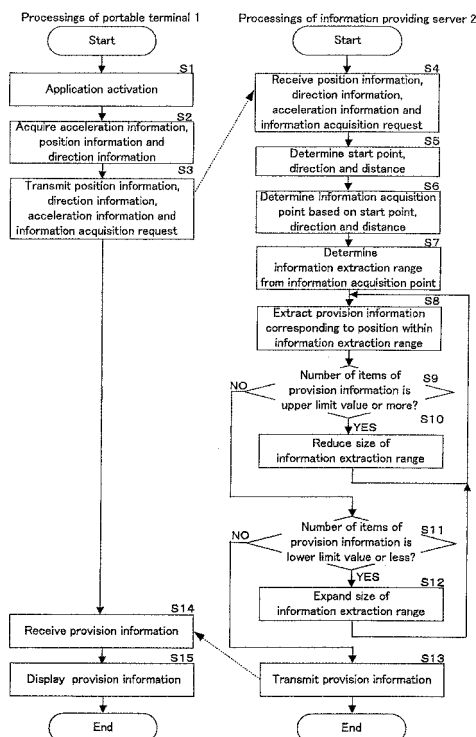 Processings of portable terminal 1
Start
S1
Application activation
S2
Acquire acceleration information,
position information and
direction information
S3
Transmit position information,
direction information,
acceleration information and
information acquisition request
S14
Receive provision information
S15
Display provision information
End
Processings of information providing server 2
Start
S4
Receive position information,
direction information,
acceleration information and
information acquisition request
S5
Determine start point,
direction and distance
S6
Determine information acquisition
point based on start point,
direction and distance
S7
Determine
information extraction range
from information acquisition point
S8
Extract provision information
corresponding to position within
information extraction range
S9
Number of items of
provision information is
upper limit value or more?
NO
YES
S10
Reduce size of
information extraction range
S11
Number of items of
provision information is
lower limit value or less?
NO
YES
S12
Expand size of
information extraction range
S13
Transmit provision information
End